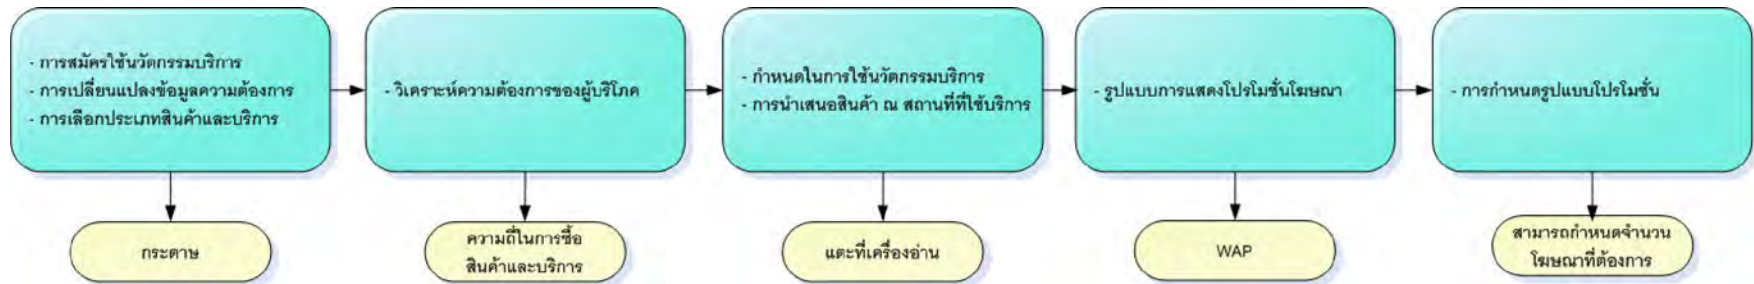 - การสมัครใช้นวัตกรรมบริการ
- การเปลี่ยนแปลงข้อมูลความต้องการ
- การเลือกประเภทสินค้าและบริการ
- วิเคราะห์ความต้องการของผู้บริโภค
- กำหนดในการใช้นวัตกรรมบริการ
- การนำเสนอสินค้า ณ สถานที่ที่ใช้บริการ
- รูปแบบการแสดงโปรโมชั่นโฆษณา
- การกำหนดรูปแบบโปรโมชั่น
กระดาษ
ความถี่ในการซื้อ
สินค้าและบริการ
แตะที่เครื่องอ่าน
WAP
สามารถกำหนดจำนวน
โฆษณาที่ต้องการ